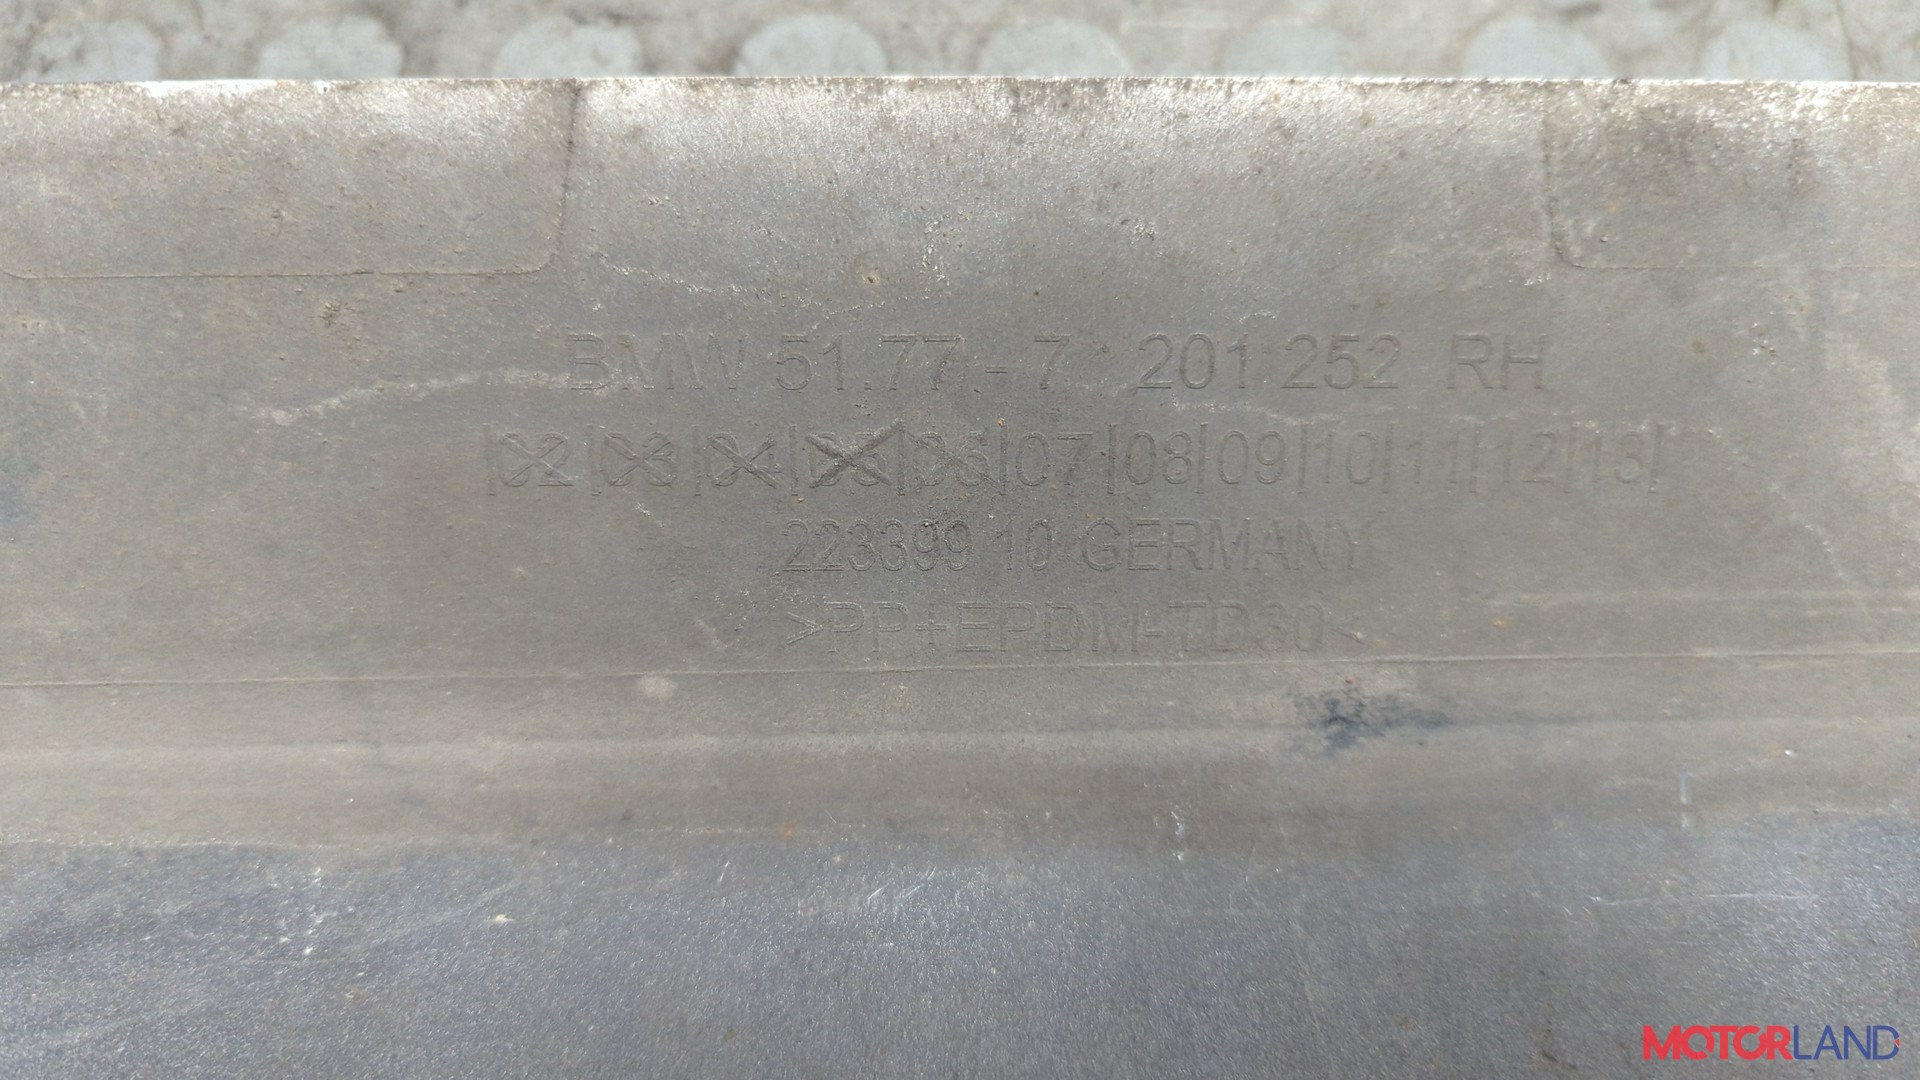 BMW 51.77 - 7 201 252 RH
|02|03|04|05|06|07|08|09|10|11|12|13|
223399 10 GERMANY
>PP+EPDM-TD30<
MOTORLAND